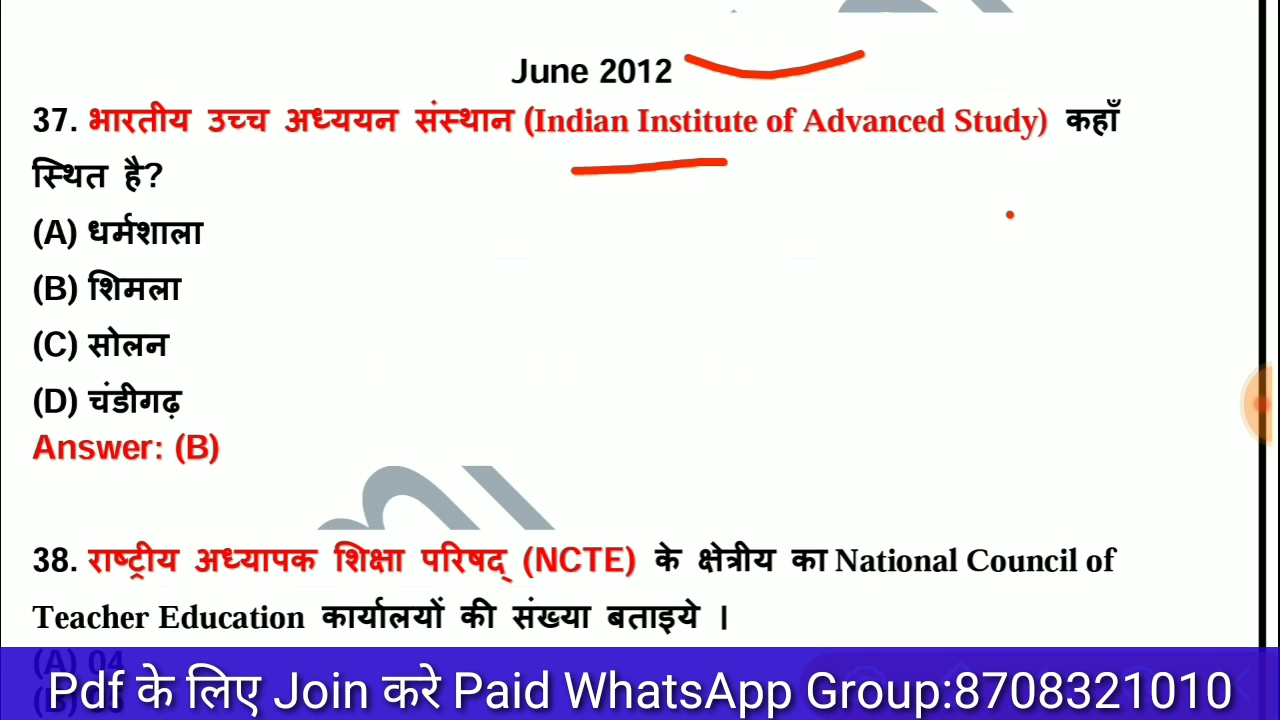 June 2012
37. भारतीय उच्च अध्ययन संस्थान (Indian Institute of Advanced Study) कहाँ
स्थित है?
(A) धर्मशाला
(B) शिमला
(C) सोलन
(D) चंडीगढ़
Answer: (B)
38. राष्ट्रीय अध्यापक शिक्षा परिषद् (NCTE) के क्षेत्रीय का National Council of
Teacher Education कार्यालयों की संख्या बताइये ।
(A) 04
Pdf के लिए Join करे Paid WhatsApp Group:8708321010